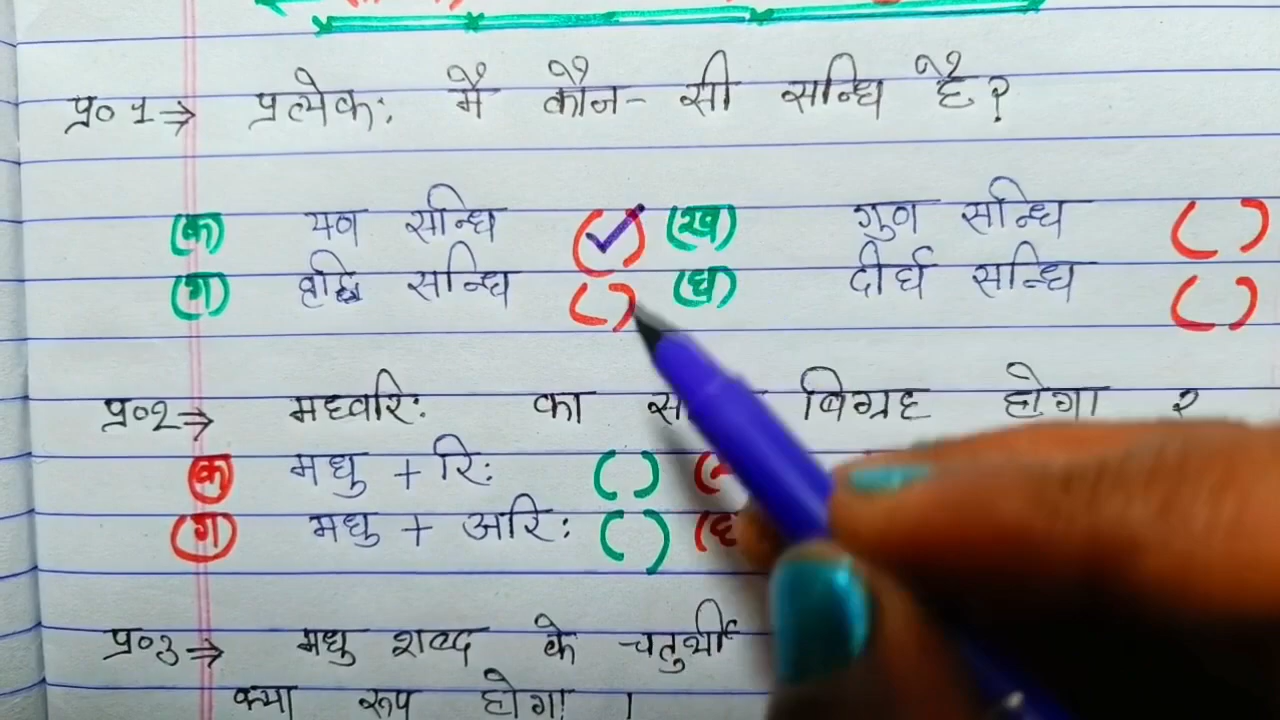 प्र०1→ प्रत्येक: मै कौन-सी सन्धि है?
(क) यण सन्धि (✓) (ख) गुण सन्धि ( )
(ग) सन्धि ( ) (घ) दीर्घ सन्धि ( )
प्र०2→ मध्वरि: का विग्रह होगा ?
(क) मधु + रि: ( )
(ग) मधु + अरि: ( )
प्र०3→ मधु शब्द के चतुर्थी
क्या रूप होगा ।